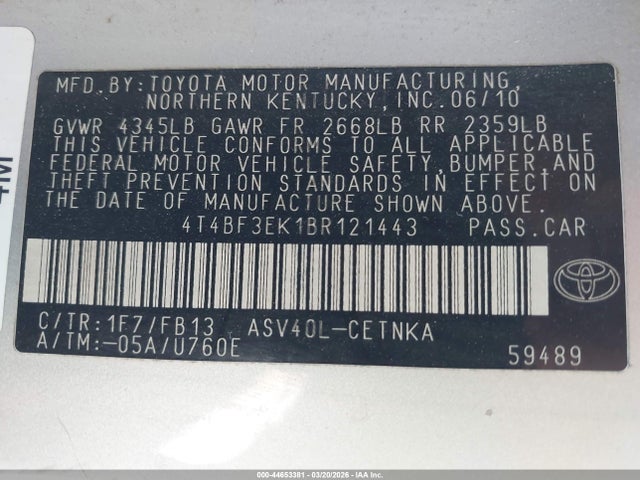 MFD.BY: TOYOTA MOTOR MANUFACTURING,
NORTHERN KENTUCKY, INC. 06/10
GVWR 4345LB GAWR FR 2668LB RR 2359LB
THIS VEHICLE CONFORMS TO ALL APPLICABLE
FEDERAL MOTOR VEHICLE SAFETY, BUMPER, AND
THEFT PREVENTION STANDARDS IN EFFECT ON
THE DATE OF MANUFACTURE SHOWN ABOVE.
4T4BF3EK1BR121443 PASS.CAR
C/TR:1F7/FB13 ASV40L-CETNKA
A/TM:-05A/U760E
59489
000-44653381 - 03/20/2026 - IAA Inc.